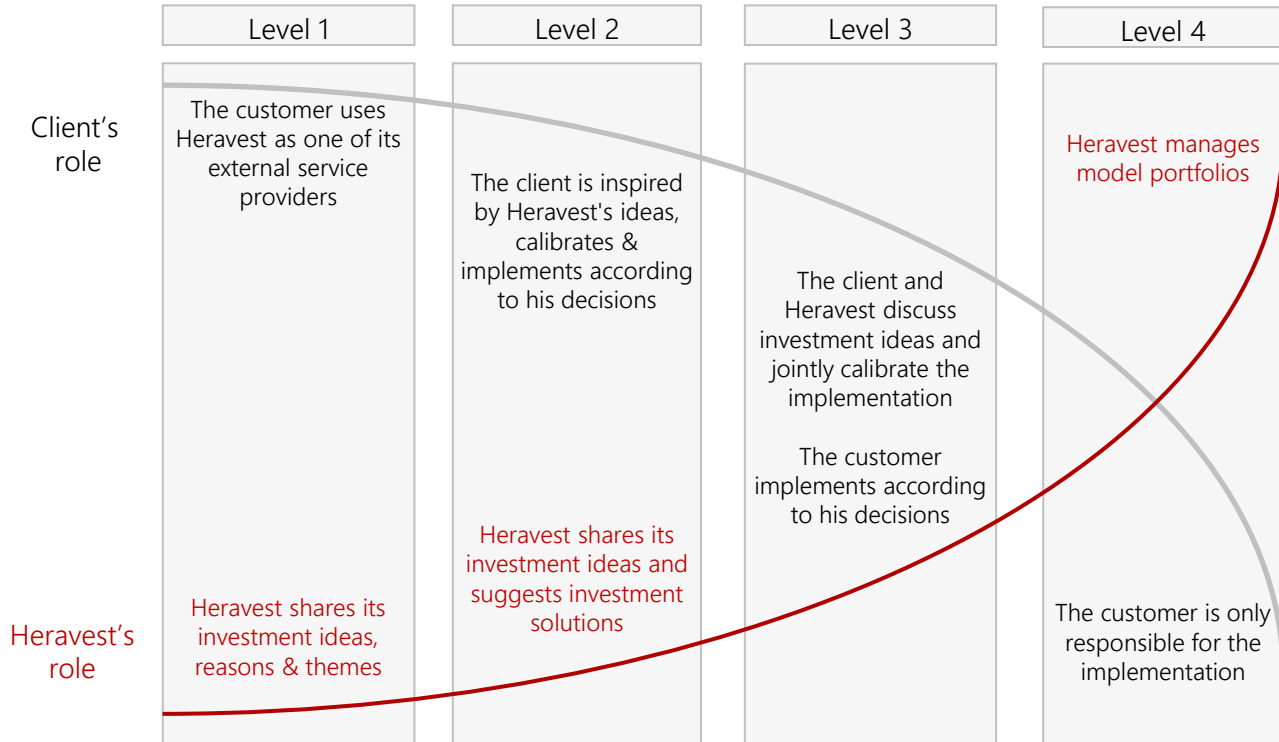 Level 1
Level 2
Level 3
Level 4
Client's
role
The customer uses
Heravest as one of its
external service
providers
The client is inspired
by Heravest's ideas,
calibrates &
implements according
to his decisions
The client and
Heravest discuss
investment ideas and
jointly calibrate the
implementation
The customer
implements according
to his decisions
Heravest manages
model portfolios
Heravest's
role
Heravest shares its
investment ideas,
reasons & themes
Heravest shares its
investment ideas and
suggests investment
solutions
The customer is only
responsible for the
implementation